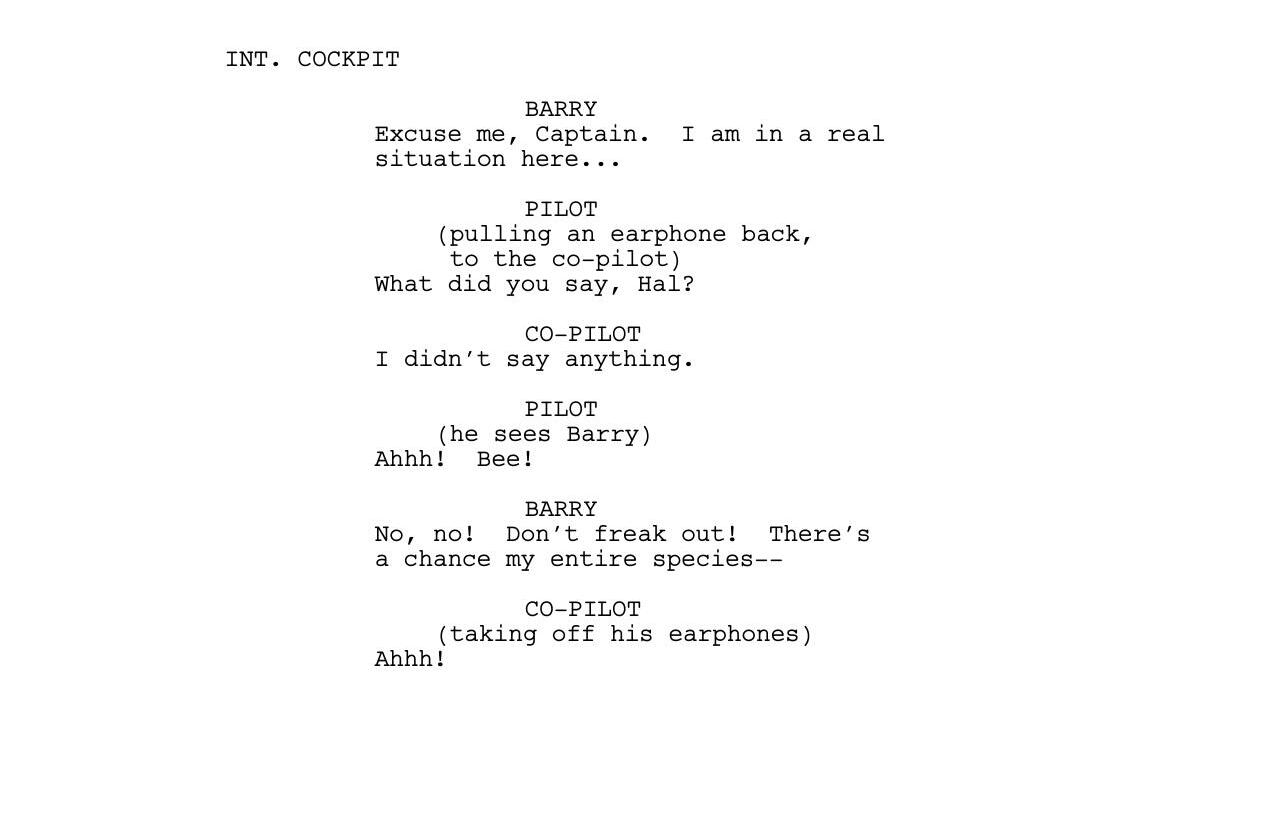 INT. COCKPIT
BARRY
Excuse me, Captain.  I am in a real
situation here...
PILOT
(pulling an earphone back,
to the co-pilot)
What did you say, Hal?
CO-PILOT
I didn't say anything.
PILOT
(he sees Barry)
Ahhh!  Bee!
BARRY
No, no!  Don't freak out!  There's
a chance my entire species--
CO-PILOT
(taking off his earphones)
Ahhh!